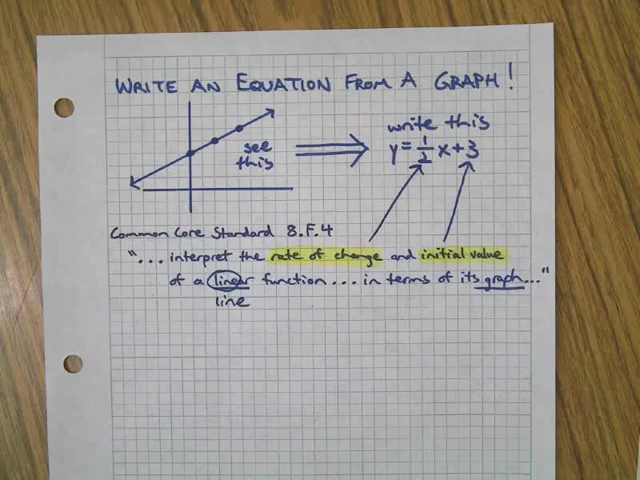 WRITE AN EQUATION FROM A GRAPH!
see
this
write this
y = 1/2 x + 3
Common Core Standard 8.F.4
"... interpret the rate of change and initial value
of a linear function... in terms of its graph..."
line